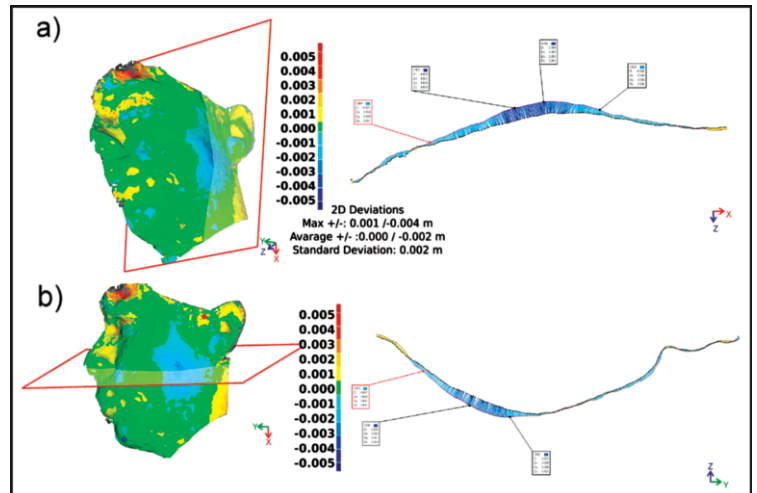 a)
0.005
0.004
0.003
0.002
0.001
0.000
-0.001
-0.002
-0.003
-0.004
-0.005
2D Deviations
Max +/-: 0.001 /-0.004 m
Avarage +/- :0.000 / -0.002 m
Standard Deviation: 0.002 m
Y
Z
X
X
Z
b)
0.005
0.004
0.003
0.002
0.001
0.000
-0.001
-0.002
-0.003
-0.004
-0.005
Y
X
Z
Y